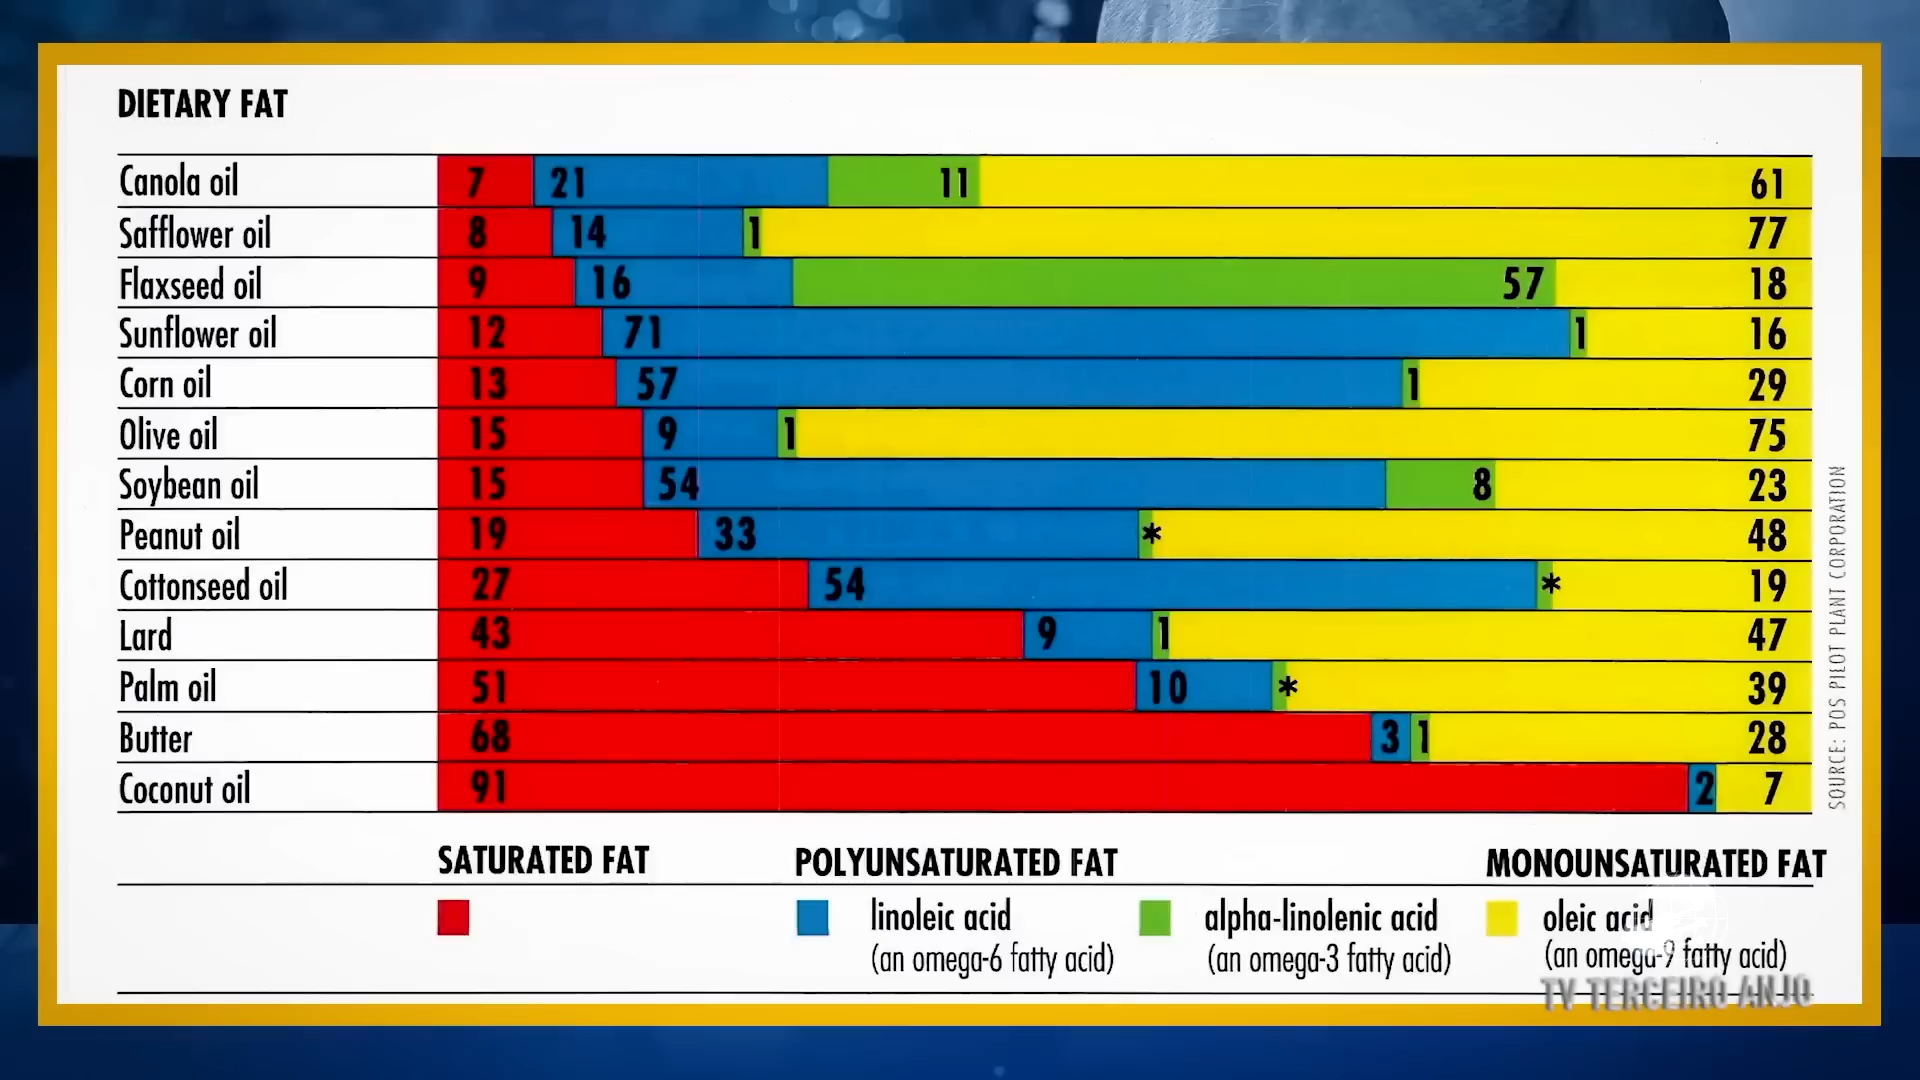 DIETARY FAT
Canola oil 7 21 11 61
Safflower oil 8 14 1 77
Flaxseed oil 9 16 57 18
Sunflower oil 12 71 1 16
Corn oil 13 57 1 29
Olive oil 15 9 1 75
Soybean oil 15 54 8 23
Peanut oil 19 33 * 48
Cottonseed oil 27 54 * 19
Lard 43 9 1 47
Palm oil 51 10 * 39
Butter 68 3 1 28
Coconut oil 91 2 7
SOURCE: POS PILOT PLANT CORPORATION
SATURATED FAT POLYUNSATURATED FAT MONOUNSATURATED FAT
linoleic acid alpha-linolenic acid oleic acid
(an omega-6 fatty acid) (an omega-3 fatty acid) (an omega-9 fatty acid)
TV TERCEIRO ANJO